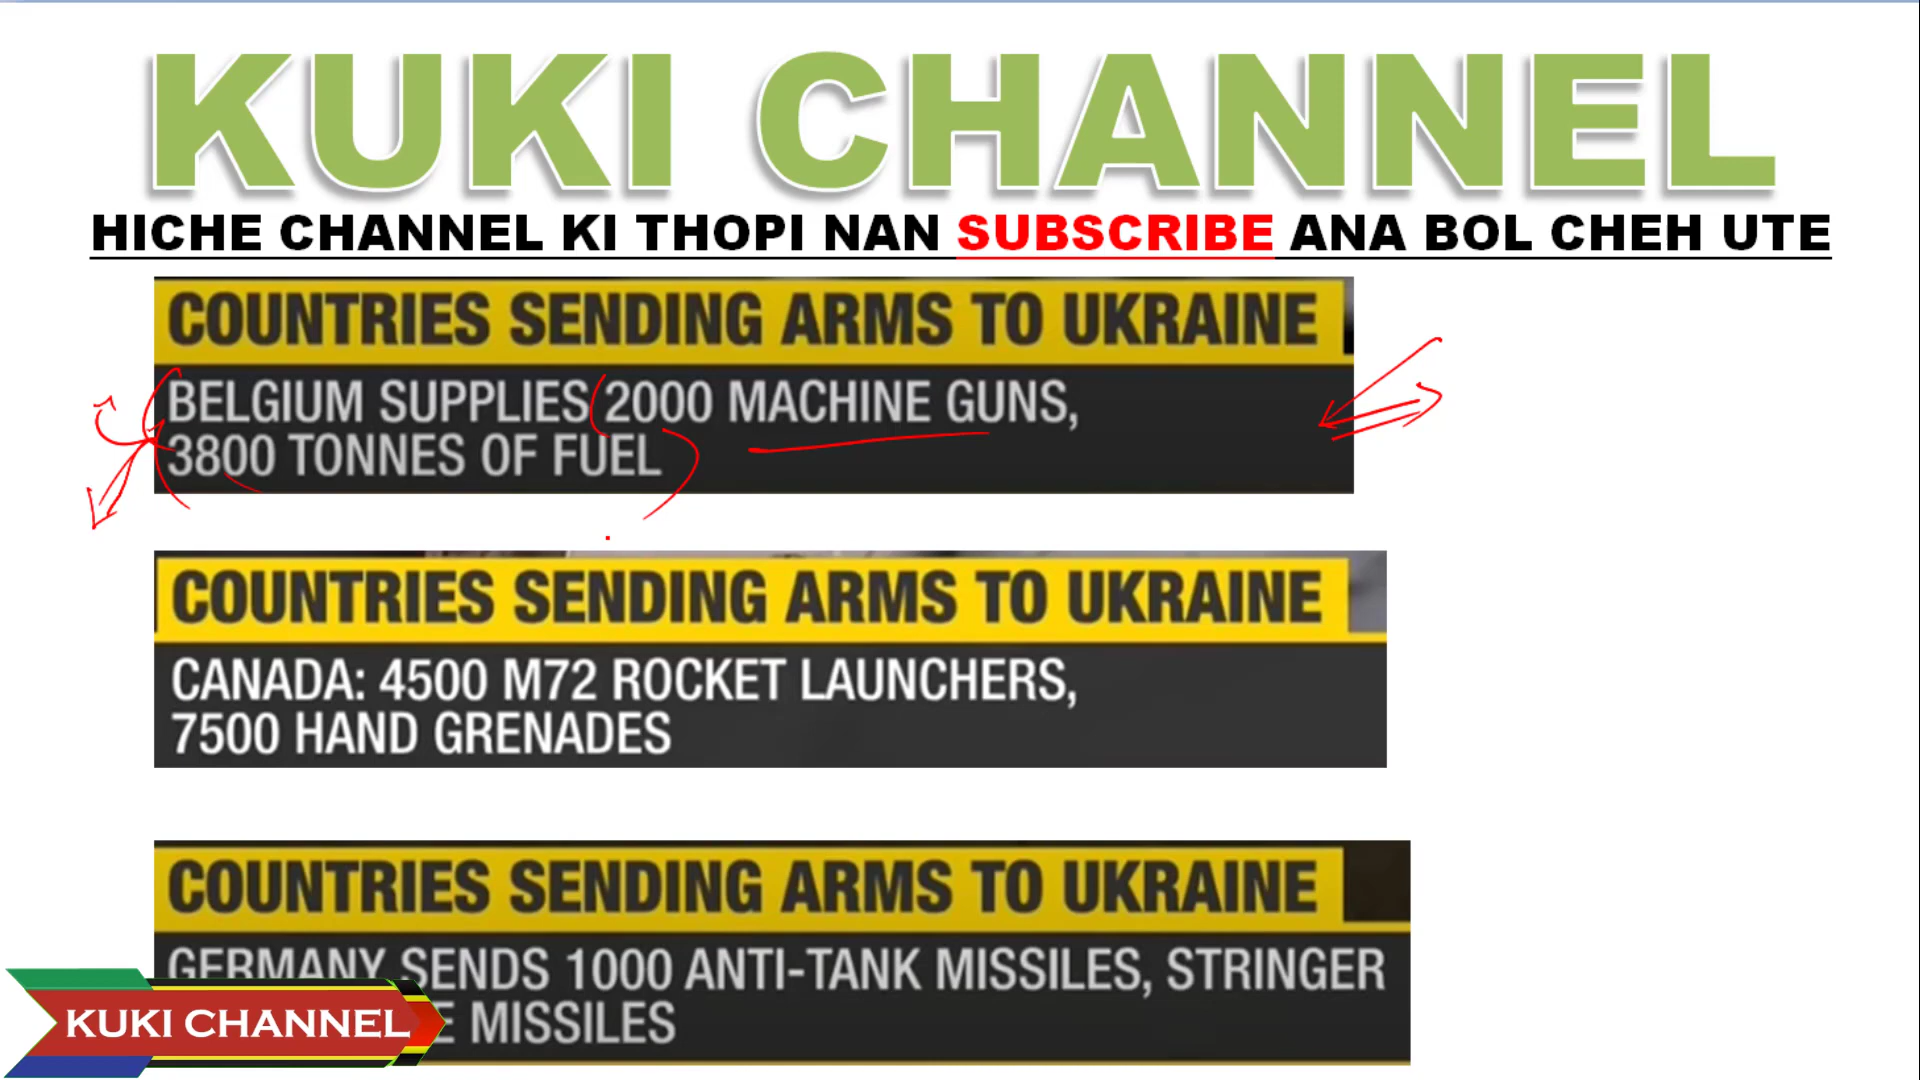 KUKI CHANNEL
HICHE CHANNEL KI THOPI NAN SUBSCRIBE ANA BOL CHEH UTE
COUNTRIES SENDING ARMS TO UKRAINE
BELGIUM SUPPLIES 2000 MACHINE GUNS,
3800 TONNES OF FUEL
COUNTRIES SENDING ARMS TO UKRAINE
CANADA: 4500 M72 ROCKET LAUNCHERS,
7500 HAND GRENADES
COUNTRIES SENDING ARMS TO UKRAINE
GERMANY SENDS 1000 ANTI-TANK MISSILES, STRINGER
MISSILES
KUKI CHANNEL